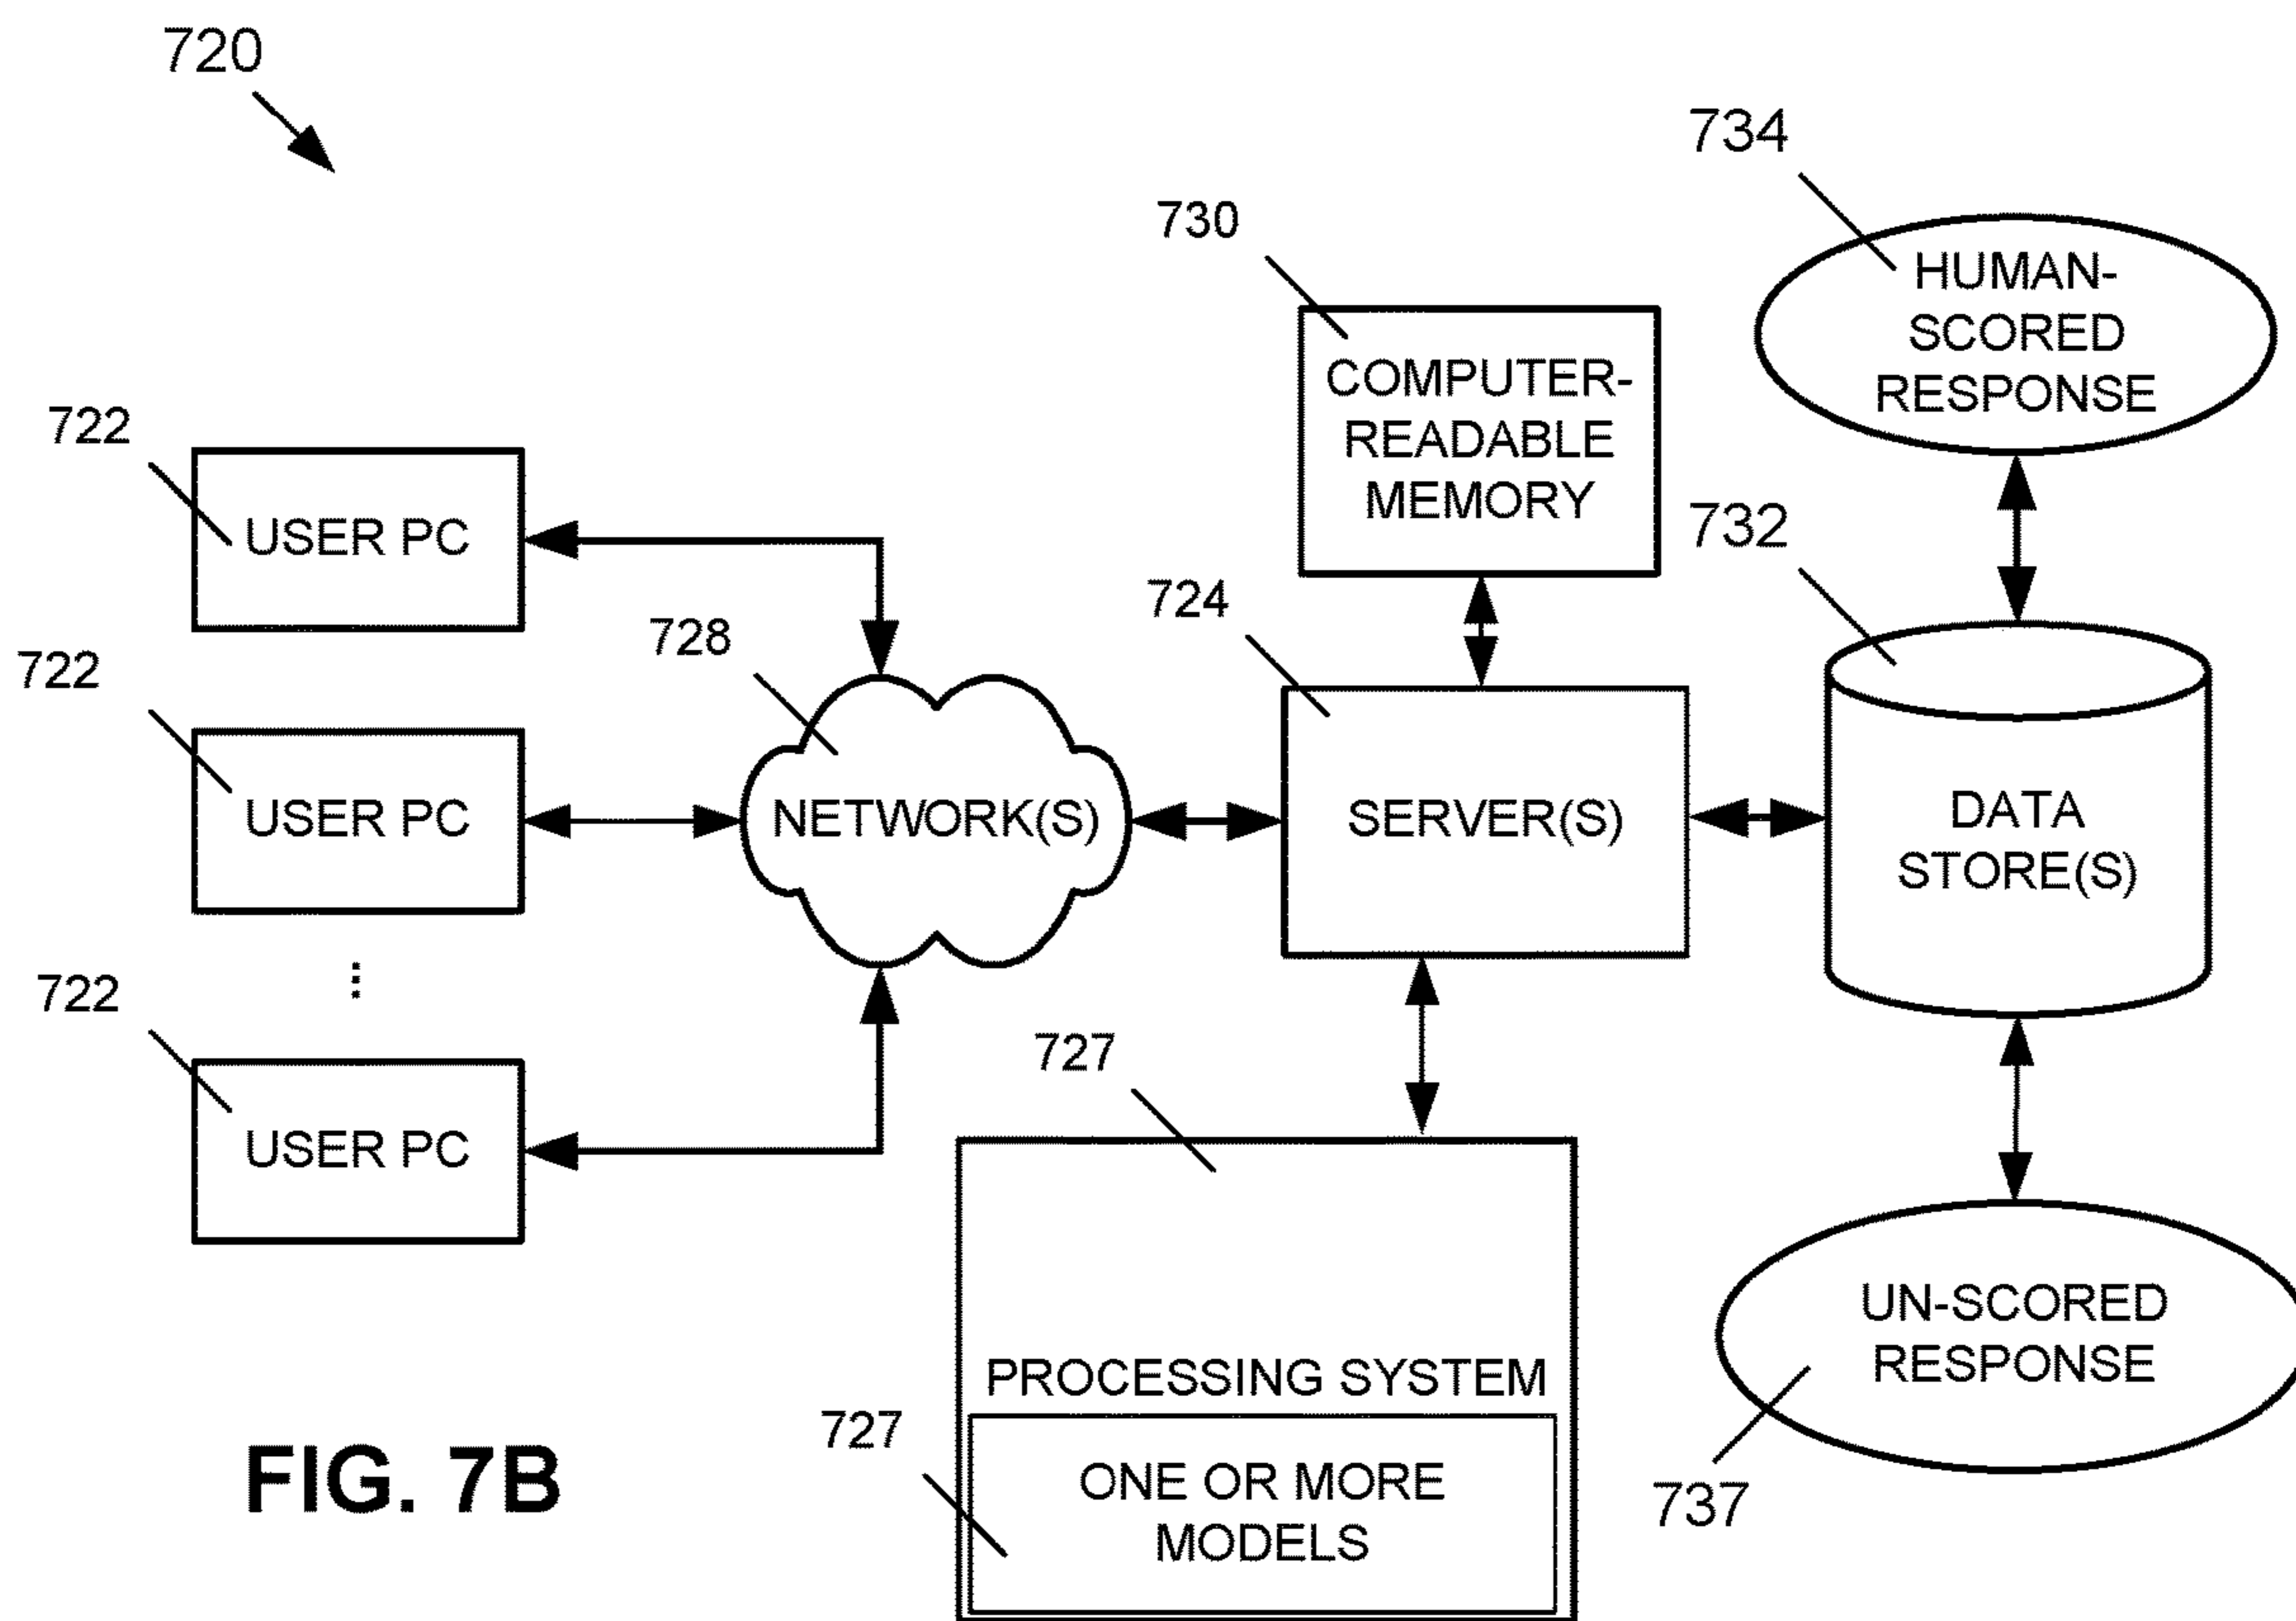 720
734
730
HUMAN-
SCORED
RESPONSE
COMPUTER-
READABLE
MEMORY
722
USER PC
732
724
728
722
USER PC
NETWORK(S)
SERVER(S)
DATA
STORE(S)
⋮
722
727
USER PC
UN-SCORED
RESPONSE
PROCESSING SYSTEM
727
ONE OR MORE
MODELS
737
FIG. 7B